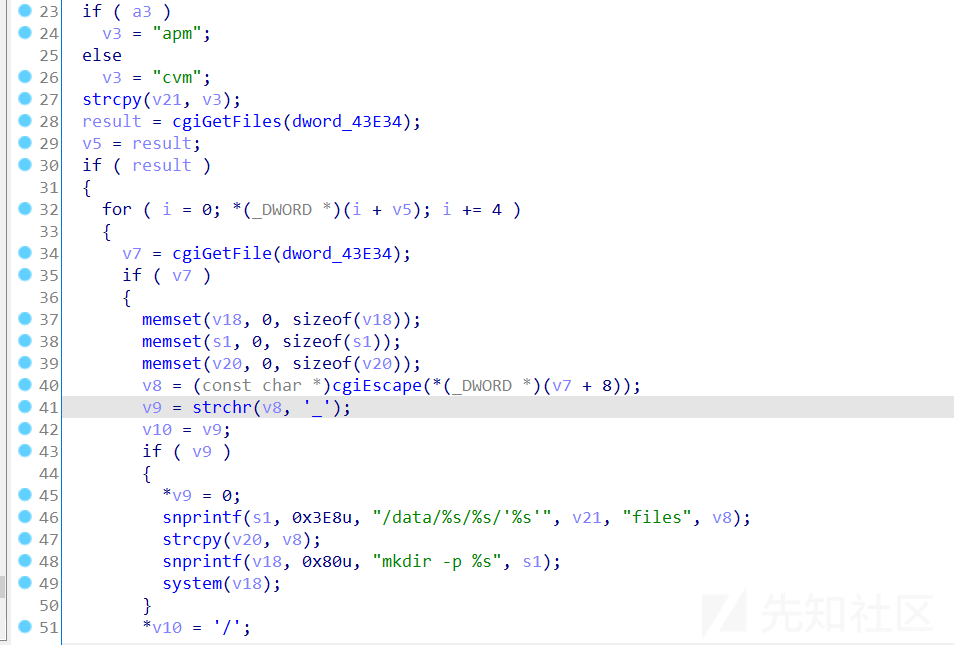 23 if ( a3 )
24 v3 = "apm";
25 else
26 v3 = "cvm";
27 strcpy(v21, v3);
28 result = cgiGetFiles(dword_43E34);
29 v5 = result;
30 if ( result )
31 {
32 for ( i = 0; *(_DWORD *)(i + v5); i += 4 )
33 {
34 v7 = cgiGetFile(dword_43E34);
35 if ( v7 )
36 {
37 memset(v18, 0, sizeof(v18));
38 memset(s1, 0, sizeof(s1));
39 memset(v20, 0, sizeof(v20));
40 v8 = (const char *)cgiEscape(*(_DWORD *)(v7 + 8));
41 v9 = strchr(v8, '_');
42 v10 = v9;
43 if ( v9 )
44 {
45 *v9 = 0;
46 snprintf(s1, 0x3E8u, "/data/%s/%s/'%s'", v21, "files", v8);
47 strcpy(v20, v8);
48 snprintf(v18, 0x80u, "mkdir -p %s", s1);
49 system(v18);
50 }
51 *v10 = '/';
先知社区